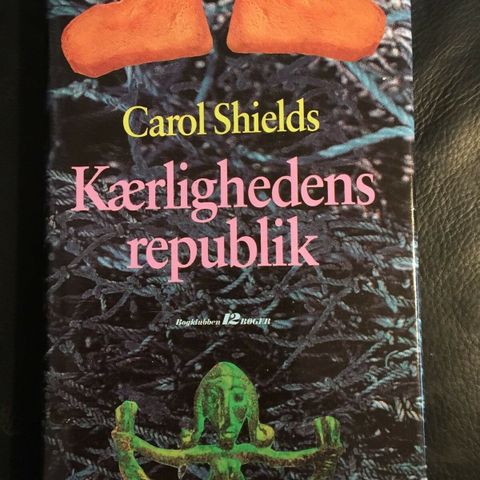 Carol Shields
Kærlighedens
republik
Bogklubben 12 BØGER